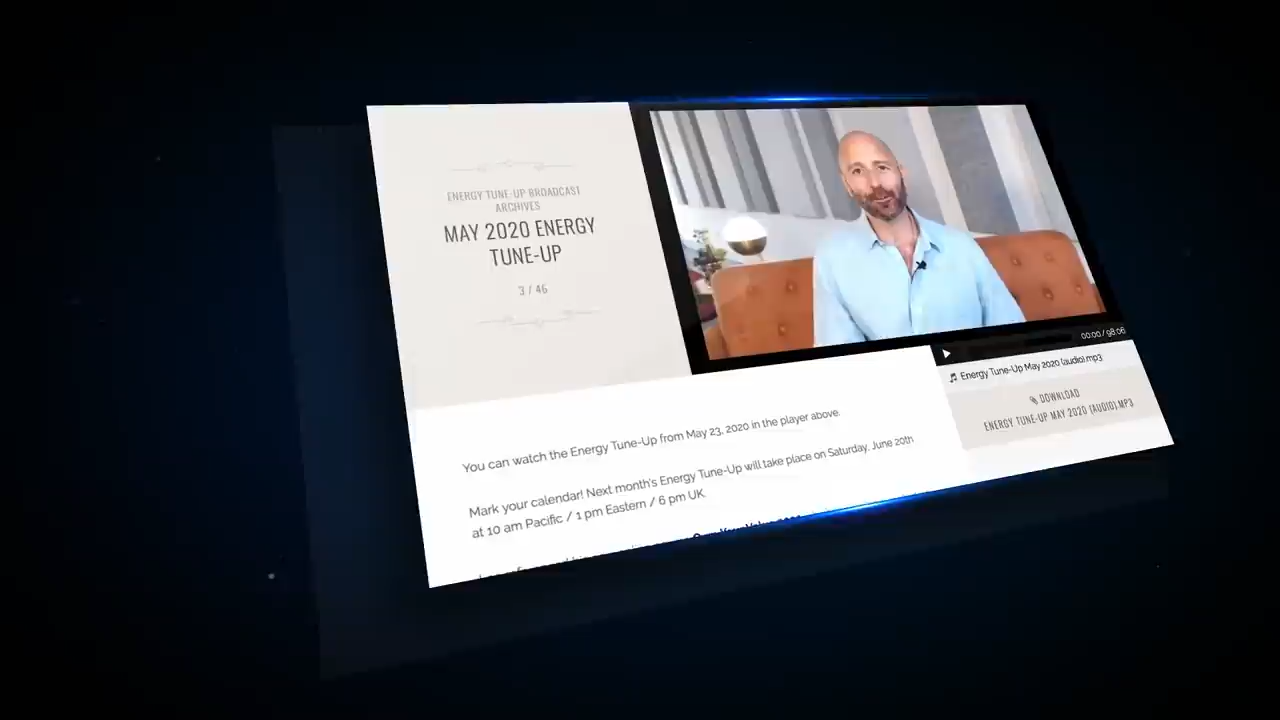 ENERGY TUNE-UP BROADCAST
ARCHIVES
MAY 2020 ENERGY
TUNE-UP
3 / 46
00:00 / 98:06
Energy Tune-Up May 2020 (audio).mp3
DOWNLOAD
ENERGY TUNE-UP MAY 2020 (AUDIO).MP3
You can watch the Energy Tune-Up from May 23, 2020 in the player above.
Mark your calendar! Next month's Energy Tune-Up will take place on Saturday, June 20th
at 10 am Pacific / 1 pm Eastern / 6 pm UK.